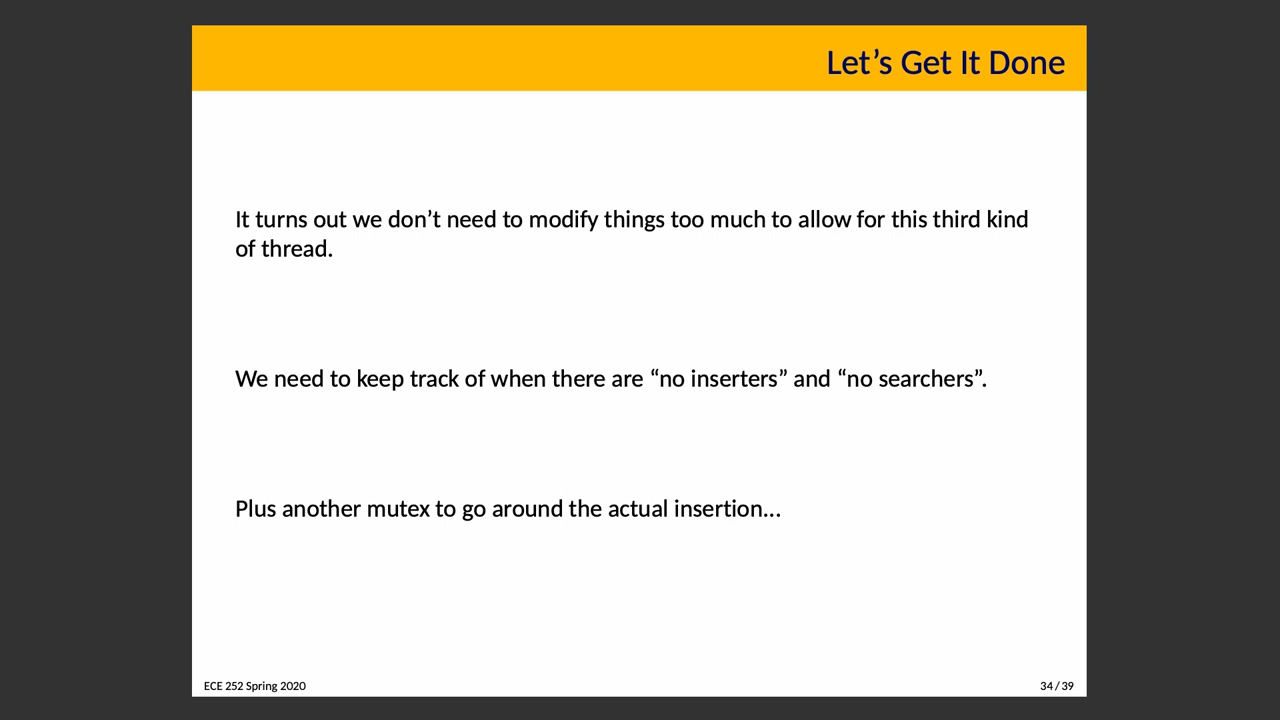 Let’s Get It Done
It turns out we don’t need to modify things too much to allow for this third kind
of thread.
We need to keep track of when there are “no inserters” and “no searchers”.
Plus another mutex to go around the actual insertion...
ECE 252 Spring 2020
34 / 39